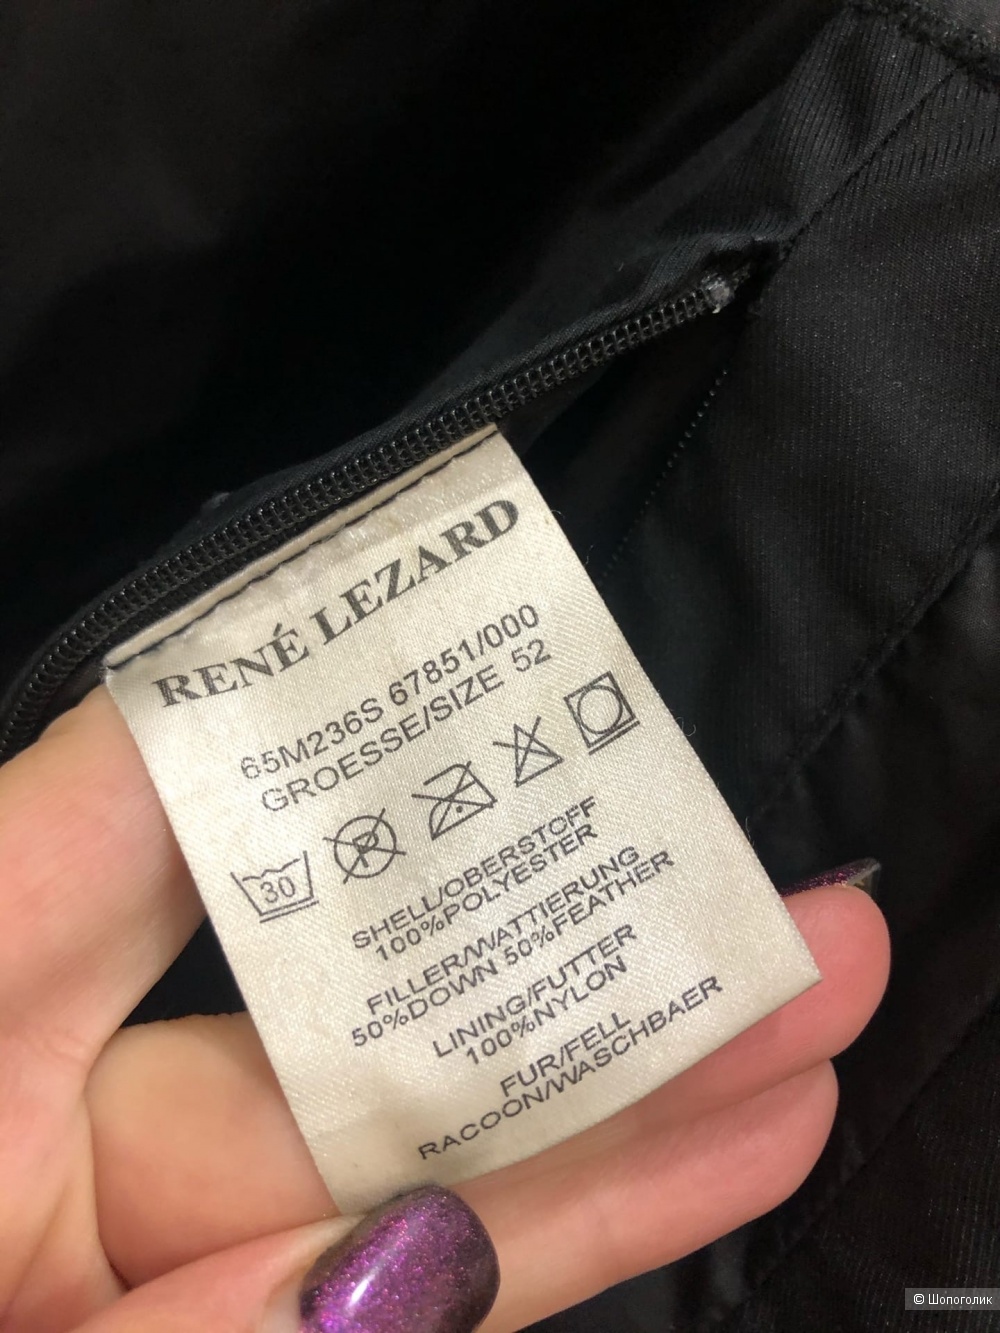 RENÉ LEZARD
65M236S 67851/000
GROESSE/SIZE 52
30 P
SHELL/OBERSTOFF
100%POLYESTER
FILLER/WATTIERUNG
50%DOWN 50%FEATHER
LINING/FUTTER
100%NYLON
FUR/FELL
RACOON/WASCHBAER
© Шопоголик